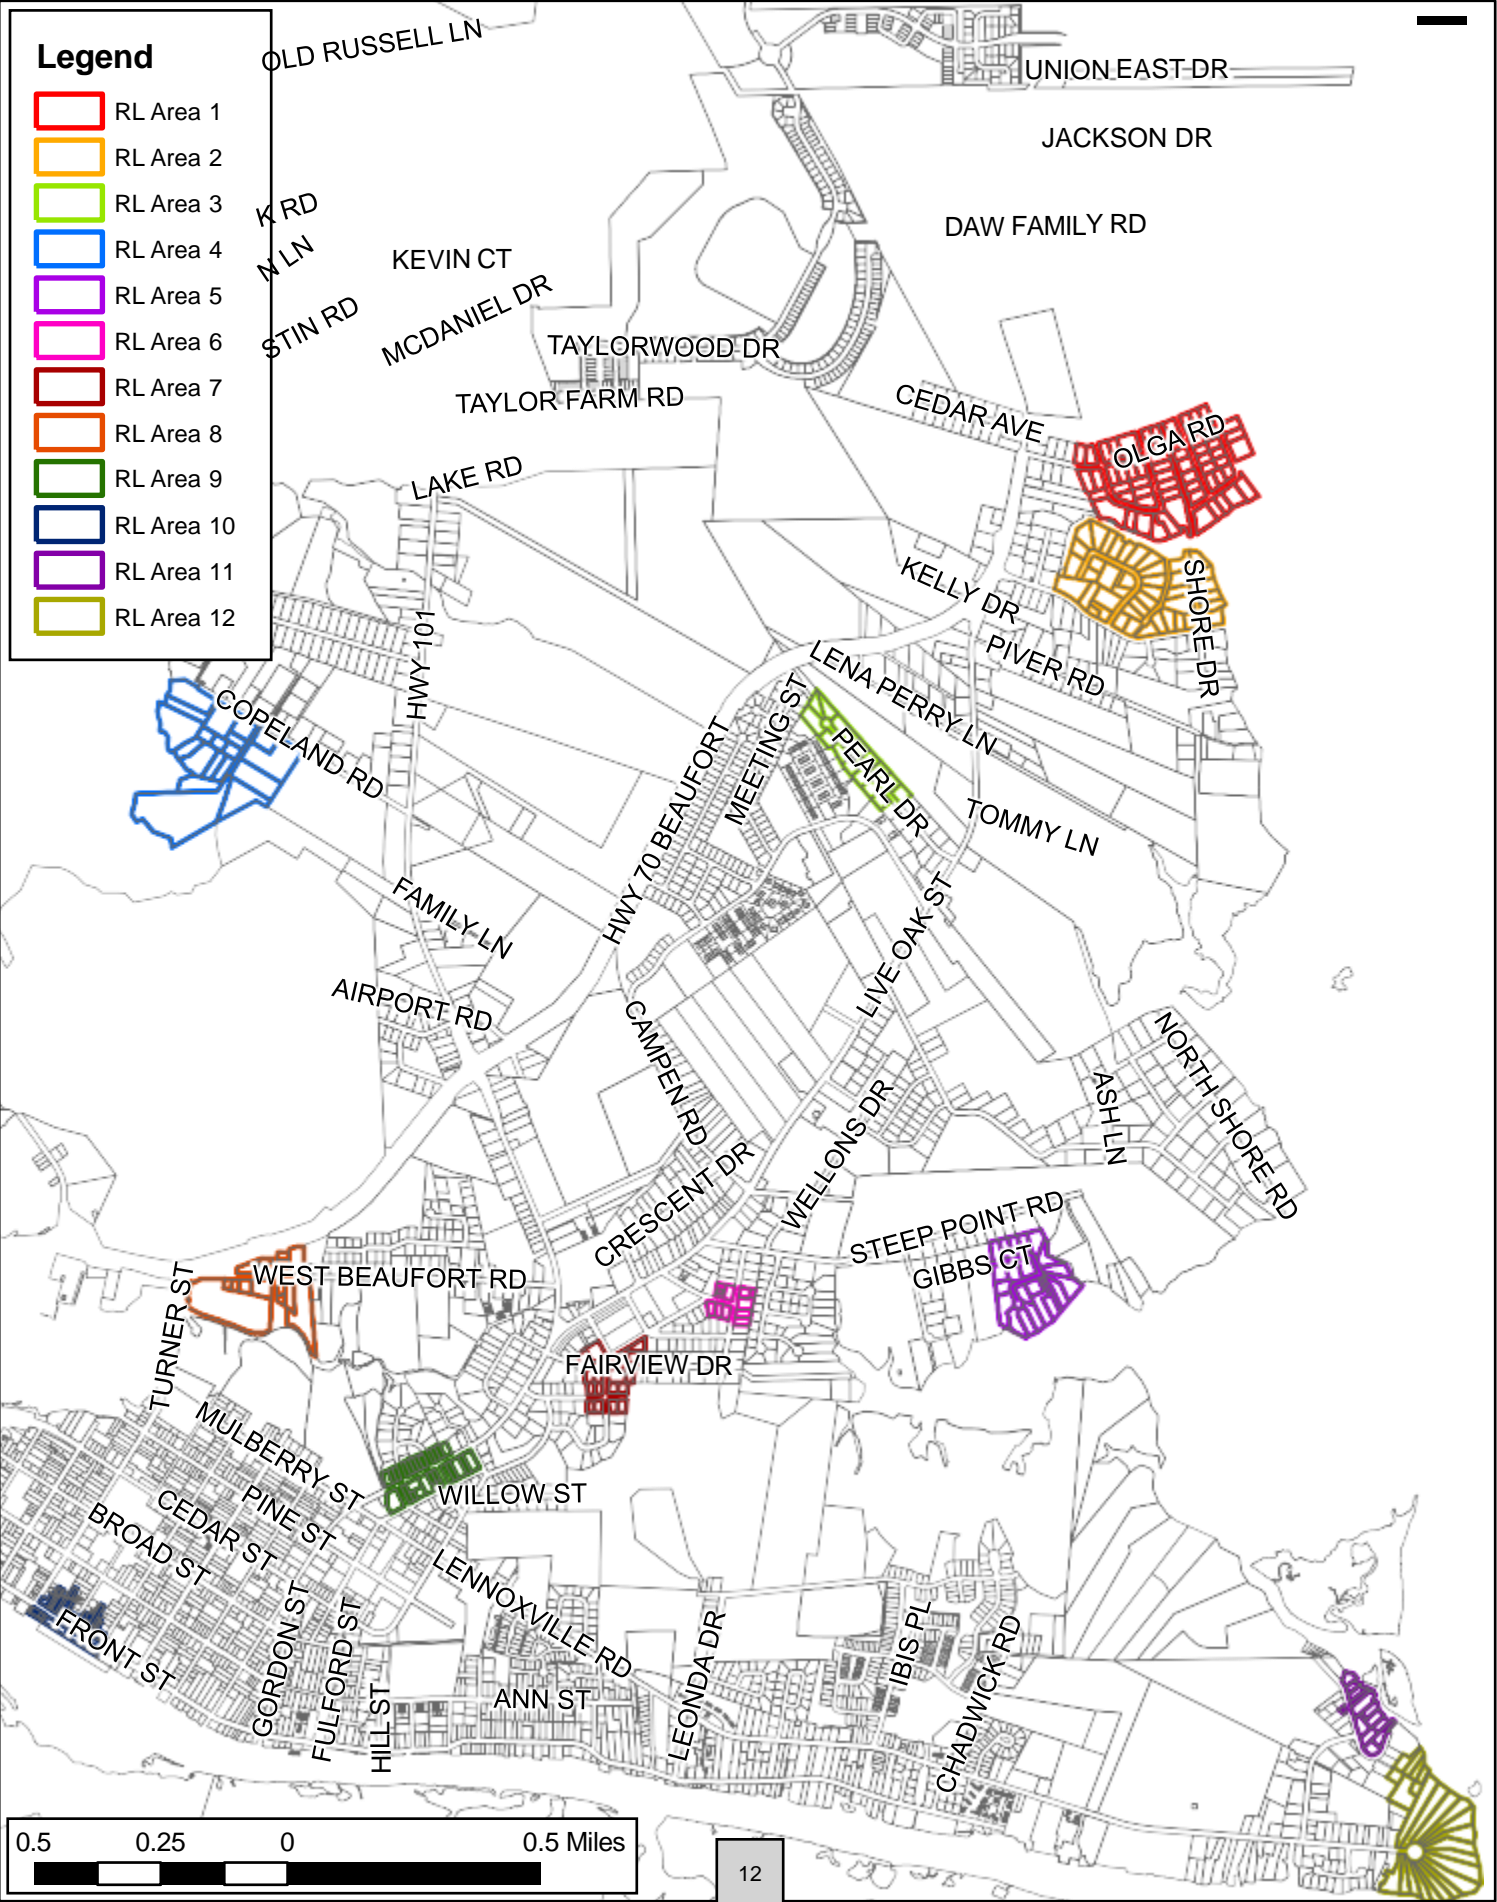 Legend
RL Area 1
RL Area 2
RL Area 3
RL Area 4
RL Area 5
RL Area 6
RL Area 7
RL Area 8
RL Area 9
RL Area 10
RL Area 11
RL Area 12
OLD RUSSELL LN
UNION EAST DR
JACKSON DR
K RD
DAW FAMILY RD
N LN
KEVIN CT
STIN RD
MCDANIEL DR
TAYLORWOOD DR
TAYLOR FARM RD
CEDAR AVE
OLGA RD
LAKE RD
KELLY DR
SHORE DR
HWY 101
PIVER RD
LENA PERRY LN
COPELAND RD
MEETING ST
PEARL DR
HWY 70 BEAUFORT
TOMMY LN
FAMILY LN
LIVE OAK ST
AIRPORT RD
CAMPEN RD
NORTH SHORE RD
ASH LN
WELLONS DR
CRESCENT DR
STEEP POINT RD
GIBBS CT
WEST BEAUFORT RD
TURNER ST
FAIRVIEW DR
MULBERRY ST
WILLOW ST
PINE ST
CEDAR ST
BROAD ST
LENNOXVILLE RD
FRONT ST
GORDON ST
FULFORD ST
HILL ST
ANN ST
LEONDA DR
IBIS PL
CHADWICK RD
0.5 0.25 0 0.5 Miles
12